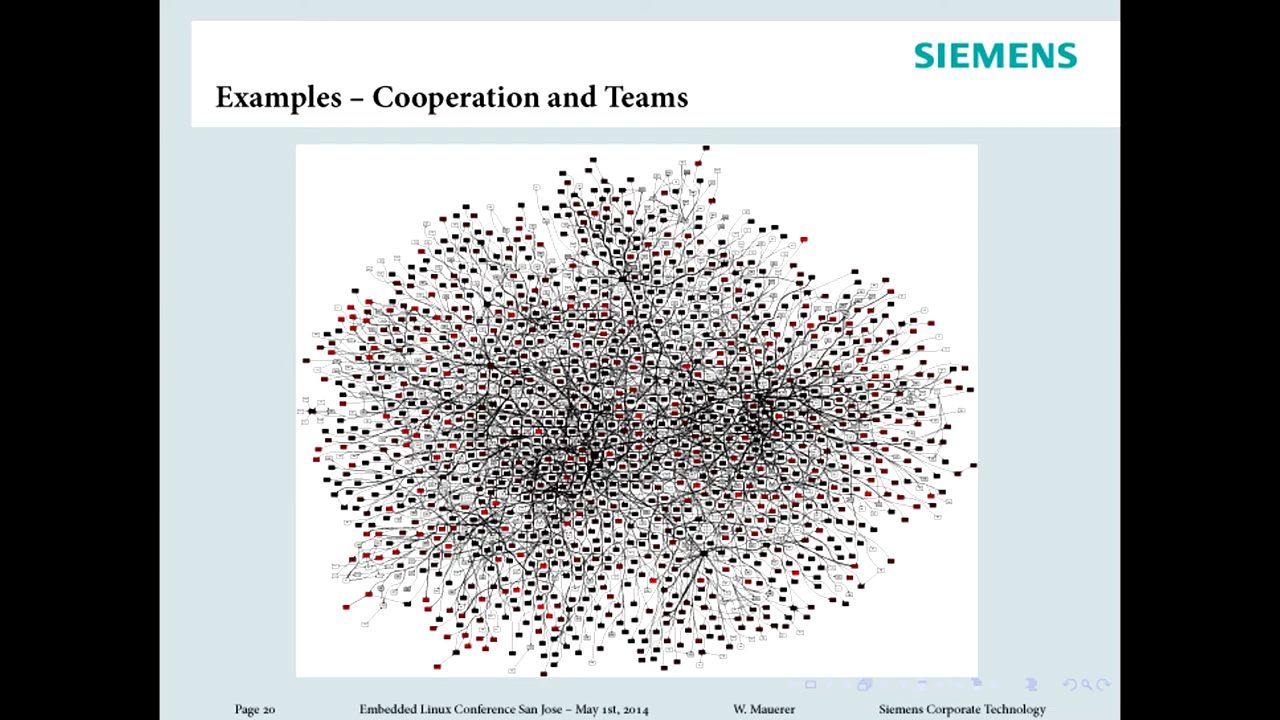 SIEMENS
Examples – Cooperation and Teams
Page 20 Embedded Linux Conference San Jose – May 1st, 2014 W. Mauerer Siemens Corporate Technology